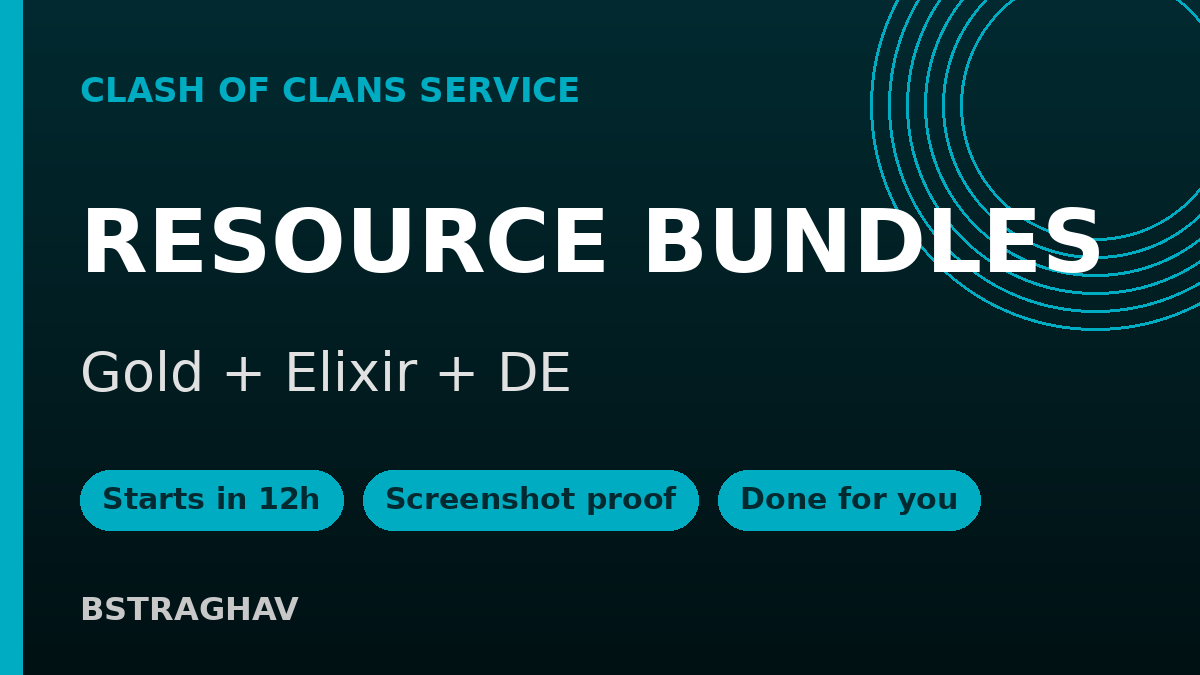 CLASH OF CLANS SERVICE
RESOURCE BUNDLES
Gold + Elixir + DE
Starts in 12h Screenshot proof Done for you
BSTRAGHAV